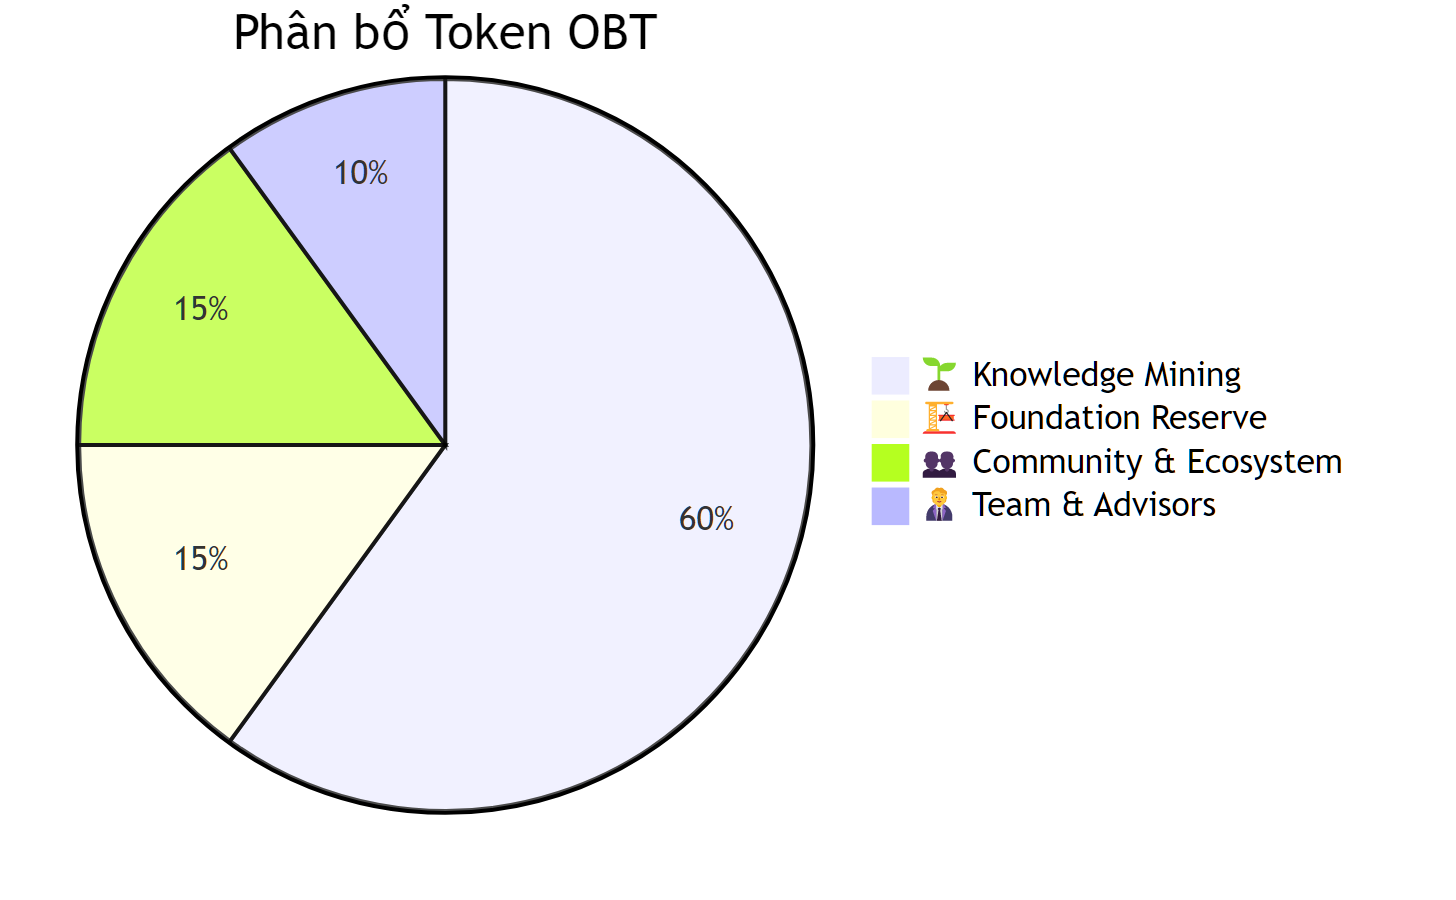 Phân bổ Token OBT
10%
15%
60%
15%
Knowledge Mining
Foundation Reserve
Community & Ecosystem
Team & Advisors